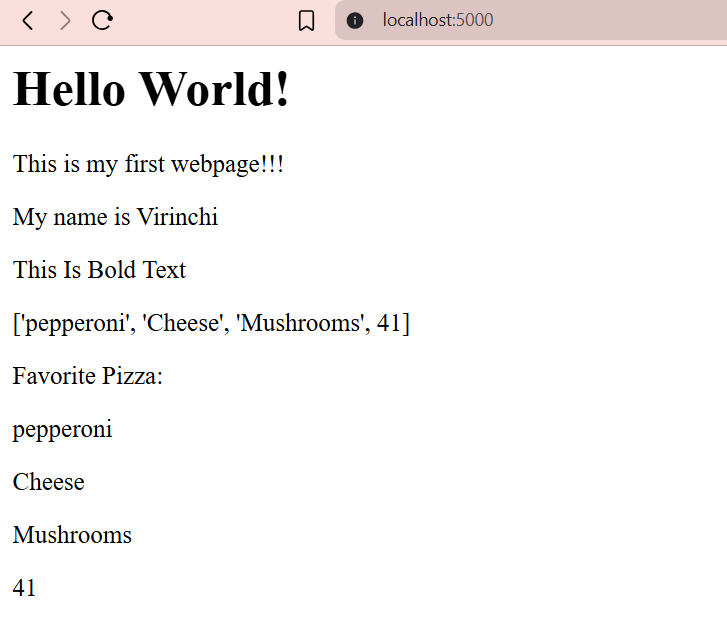 localhost:5000
Hello World!
This is my first webpage!!!
My name is Virinchi
This Is Bold Text
['pepperoni', 'Cheese', 'Mushrooms', 41]
Favorite Pizza:
pepperoni
Cheese
Mushrooms
41